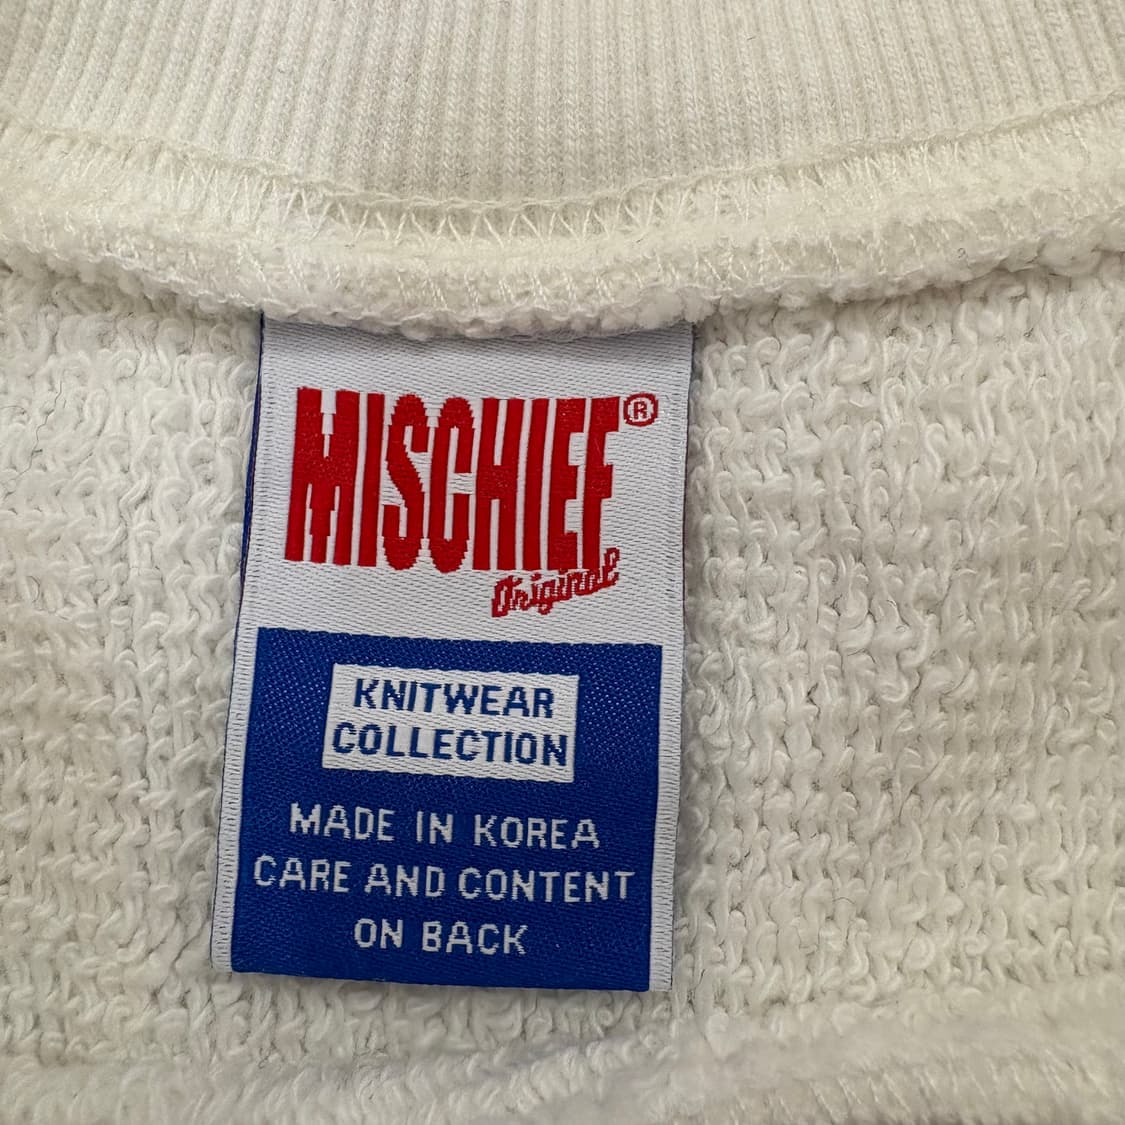 MISCHIEF®
Original
KNITWEAR
COLLECTION
MADE IN KOREA
CARE AND CONTENT
ON BACK